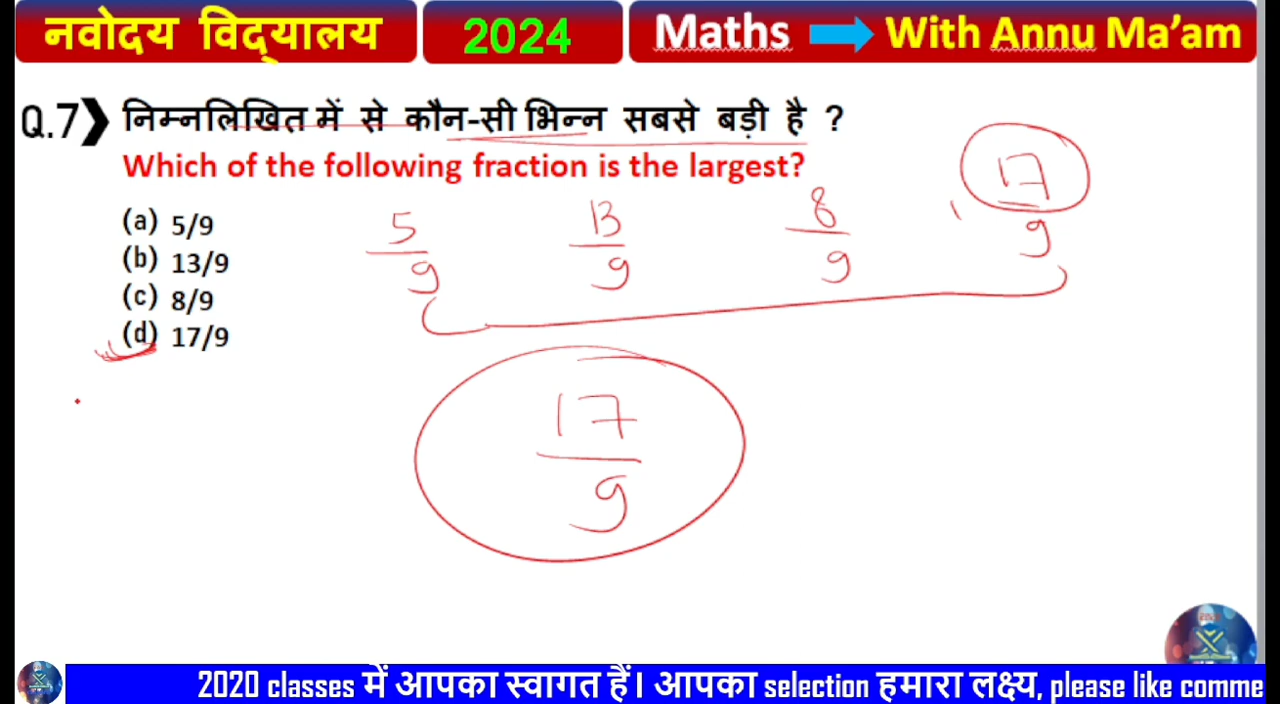 नवोदय विद्यालय 2024 Maths With Annu Ma'am
Q.7 निम्नलिखित में से कौन-सी भिन्न सबसे बड़ी है ?
Which of the following fraction is the largest?
(a) 5/9
(b) 13/9
(c) 8/9
(d) 17/9
5/9 13/9 8/9 17/9
17/9
2020 classes में आपका स्वागत हैं। आपका selection हमारा लक्ष्य, please like comme